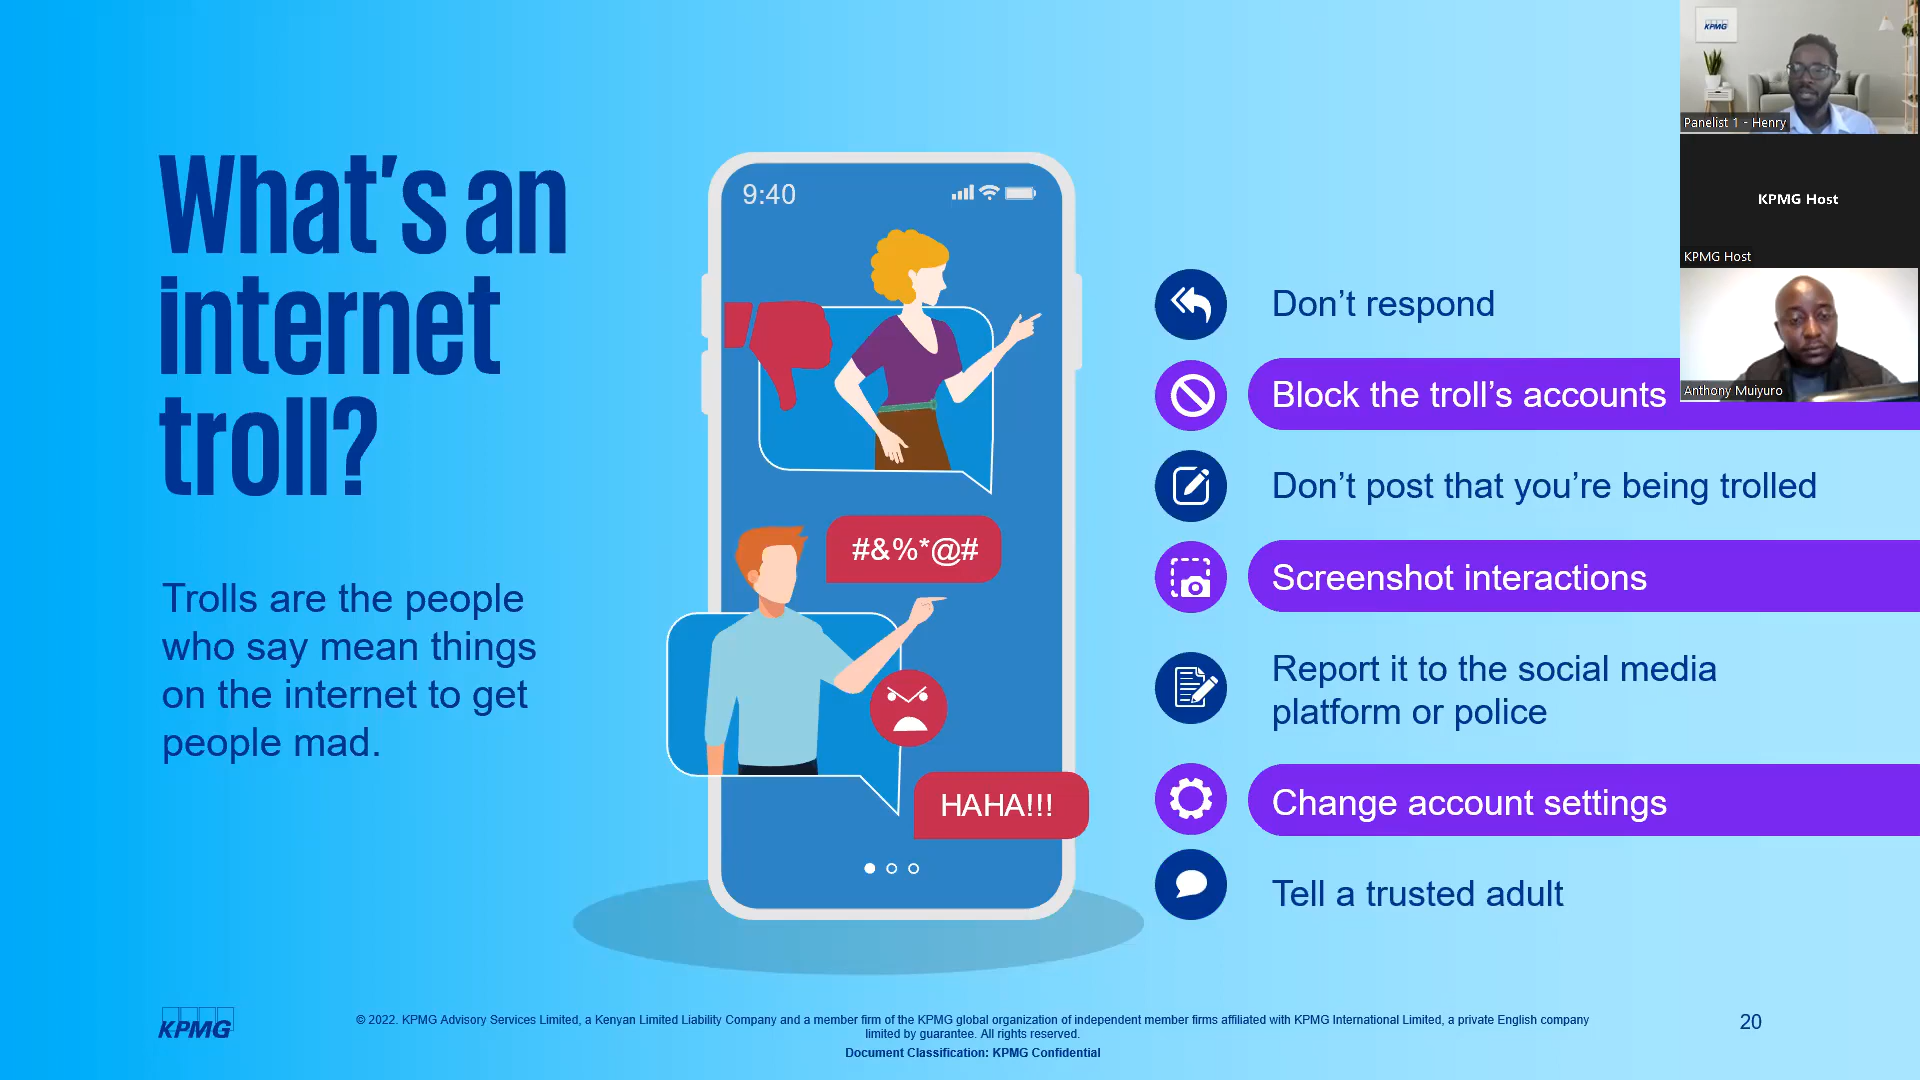 What's an
internet
troll?
Trolls are the people
who say mean things
on the internet to get
people mad.
9:40
#&%*@#
HAHA!!!
Don't respond
Block the troll's accounts
Don't post that you're being trolled
Screenshot interactions
Report it to the social media
platform or police
Change account settings
Tell a trusted adult
KPMG
Panelist 1 - Henry
KPMG Host
KPMG Host
Anthony Muiyuro
KPMG
© 2022. KPMG Advisory Services Limited, a Kenyan Limited Liability Company and a member firm of the KPMG global organization of independent member firms affiliated with KPMG International Limited, a private English company
limited by guarantee. All rights reserved.
Document Classification: KPMG Confidential
20